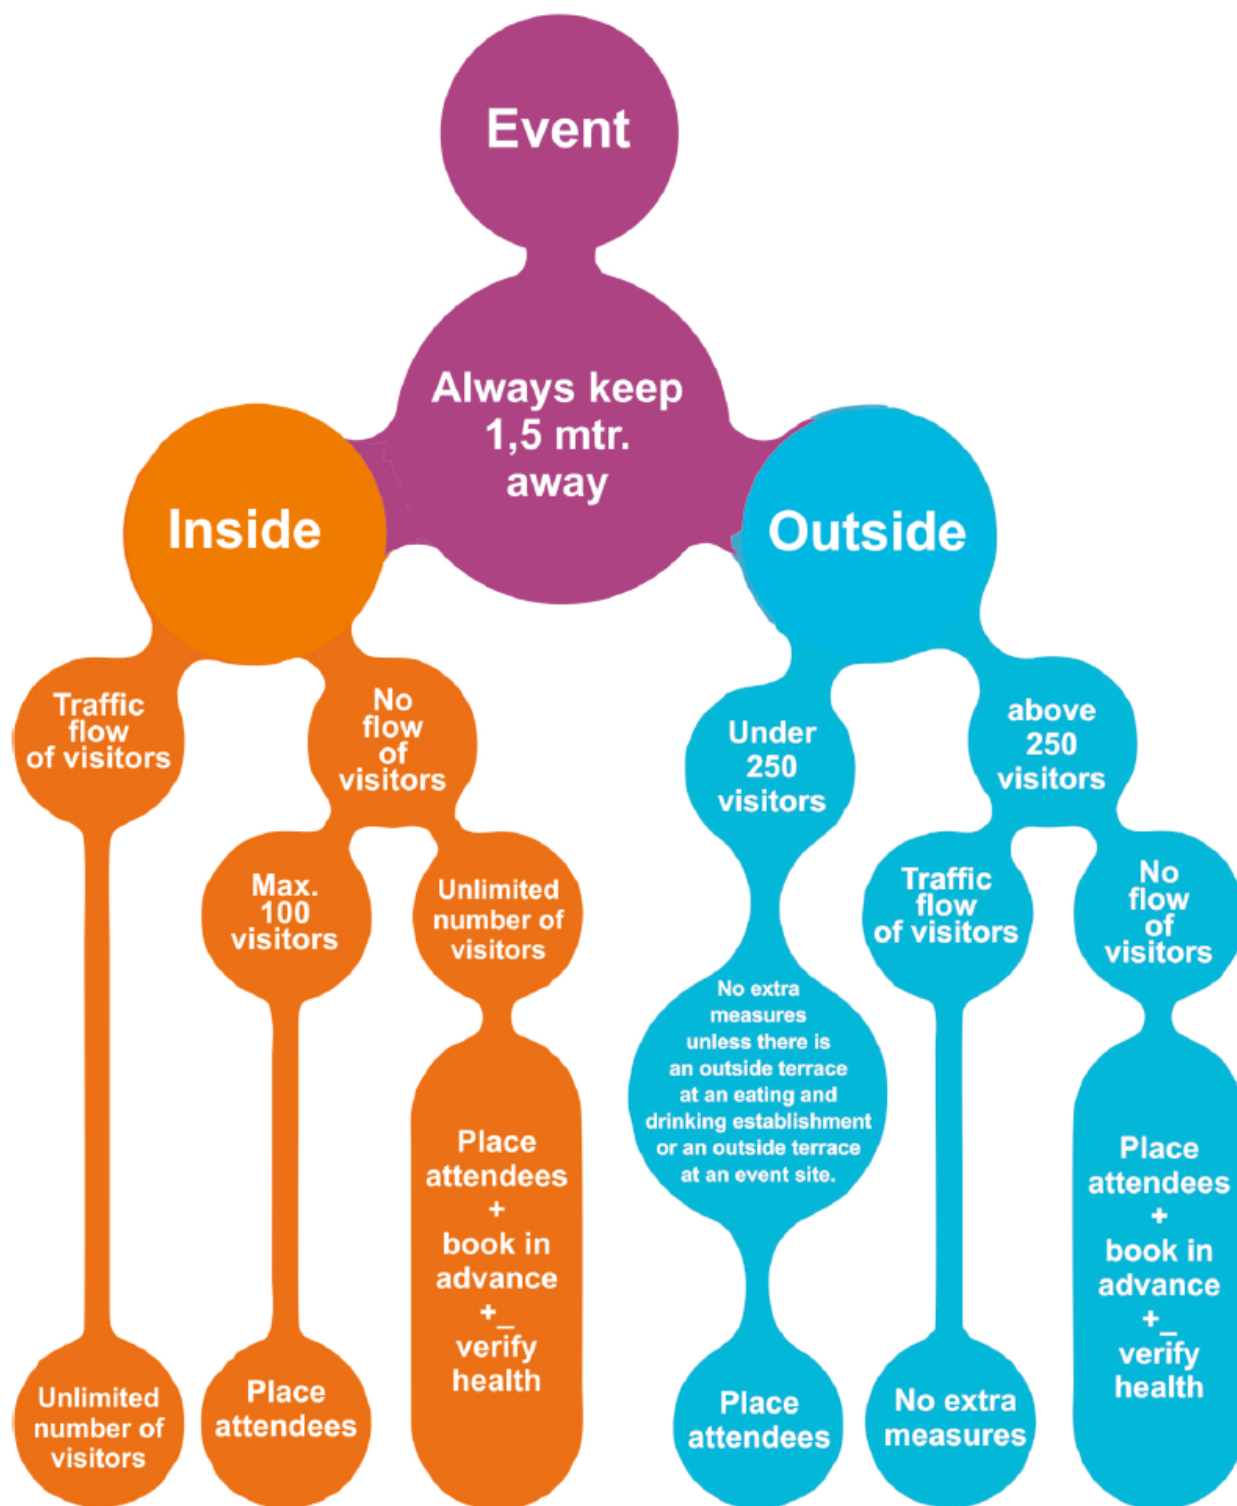 Event
Always keep
1,5 mtr.
away
Inside
Outside
Traffic
flow
of visitors
No
flow
of
visitors
Max.
100
visitors
Unlimited
number of
visitors
Place
attendees
+
book in
advance
+_
verify
health
Unlimited
number of
visitors
Place
attendees
Under
250
visitors
above
250
visitors
No extra
measures
unless there is
an outside terrace
at an eating and
drinking establishment
or an outside terrace
at an event site.
Place
attendees
Traffic
flow
of visitors
No extra
measures
No
flow
of
visitors
Place
attendees
+
book in
advance
+_
verify
health